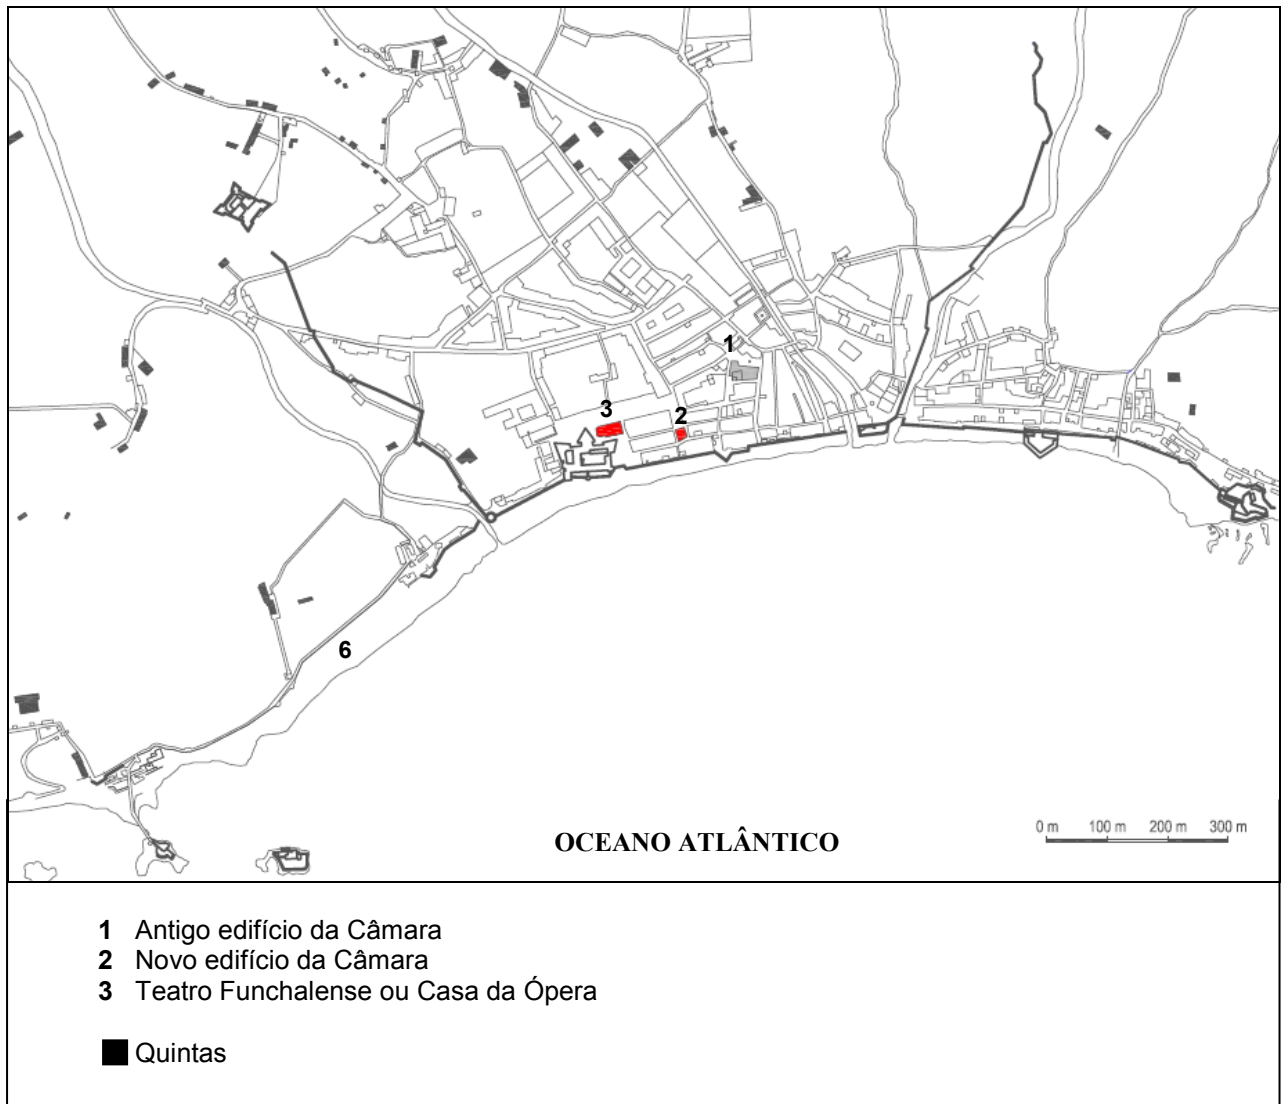 1
3
2
6
OCEANO ATLÂNTICO
0 m 100 m 200 m 300 m
1 Antigo edifício da Câmara
2 Novo edifício da Câmara
3 Teatro Funchalense ou Casa da Ópera
Quintas